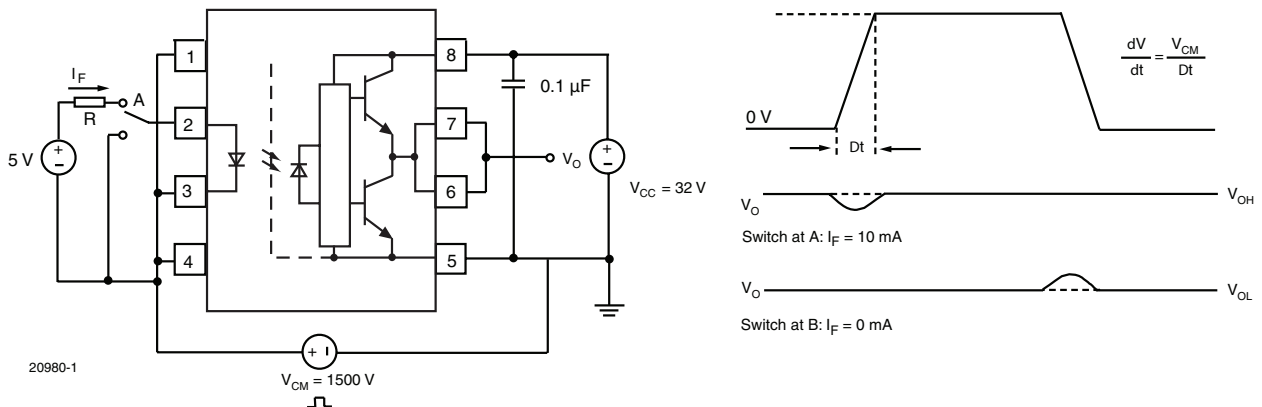 1
8
I_F
A
R
0.1 µF
2
7
5 V
+
-
V_O
+
-
3
6
V_CC = 32 V
4
5
+ I
20980-1
V_CM = 1500 V
dV/dt = V_CM/Dt
0 V
Dt
V_O
V_OH
Switch at A: I_F = 10 mA
V_O
V_OL
Switch at B: I_F = 0 mA